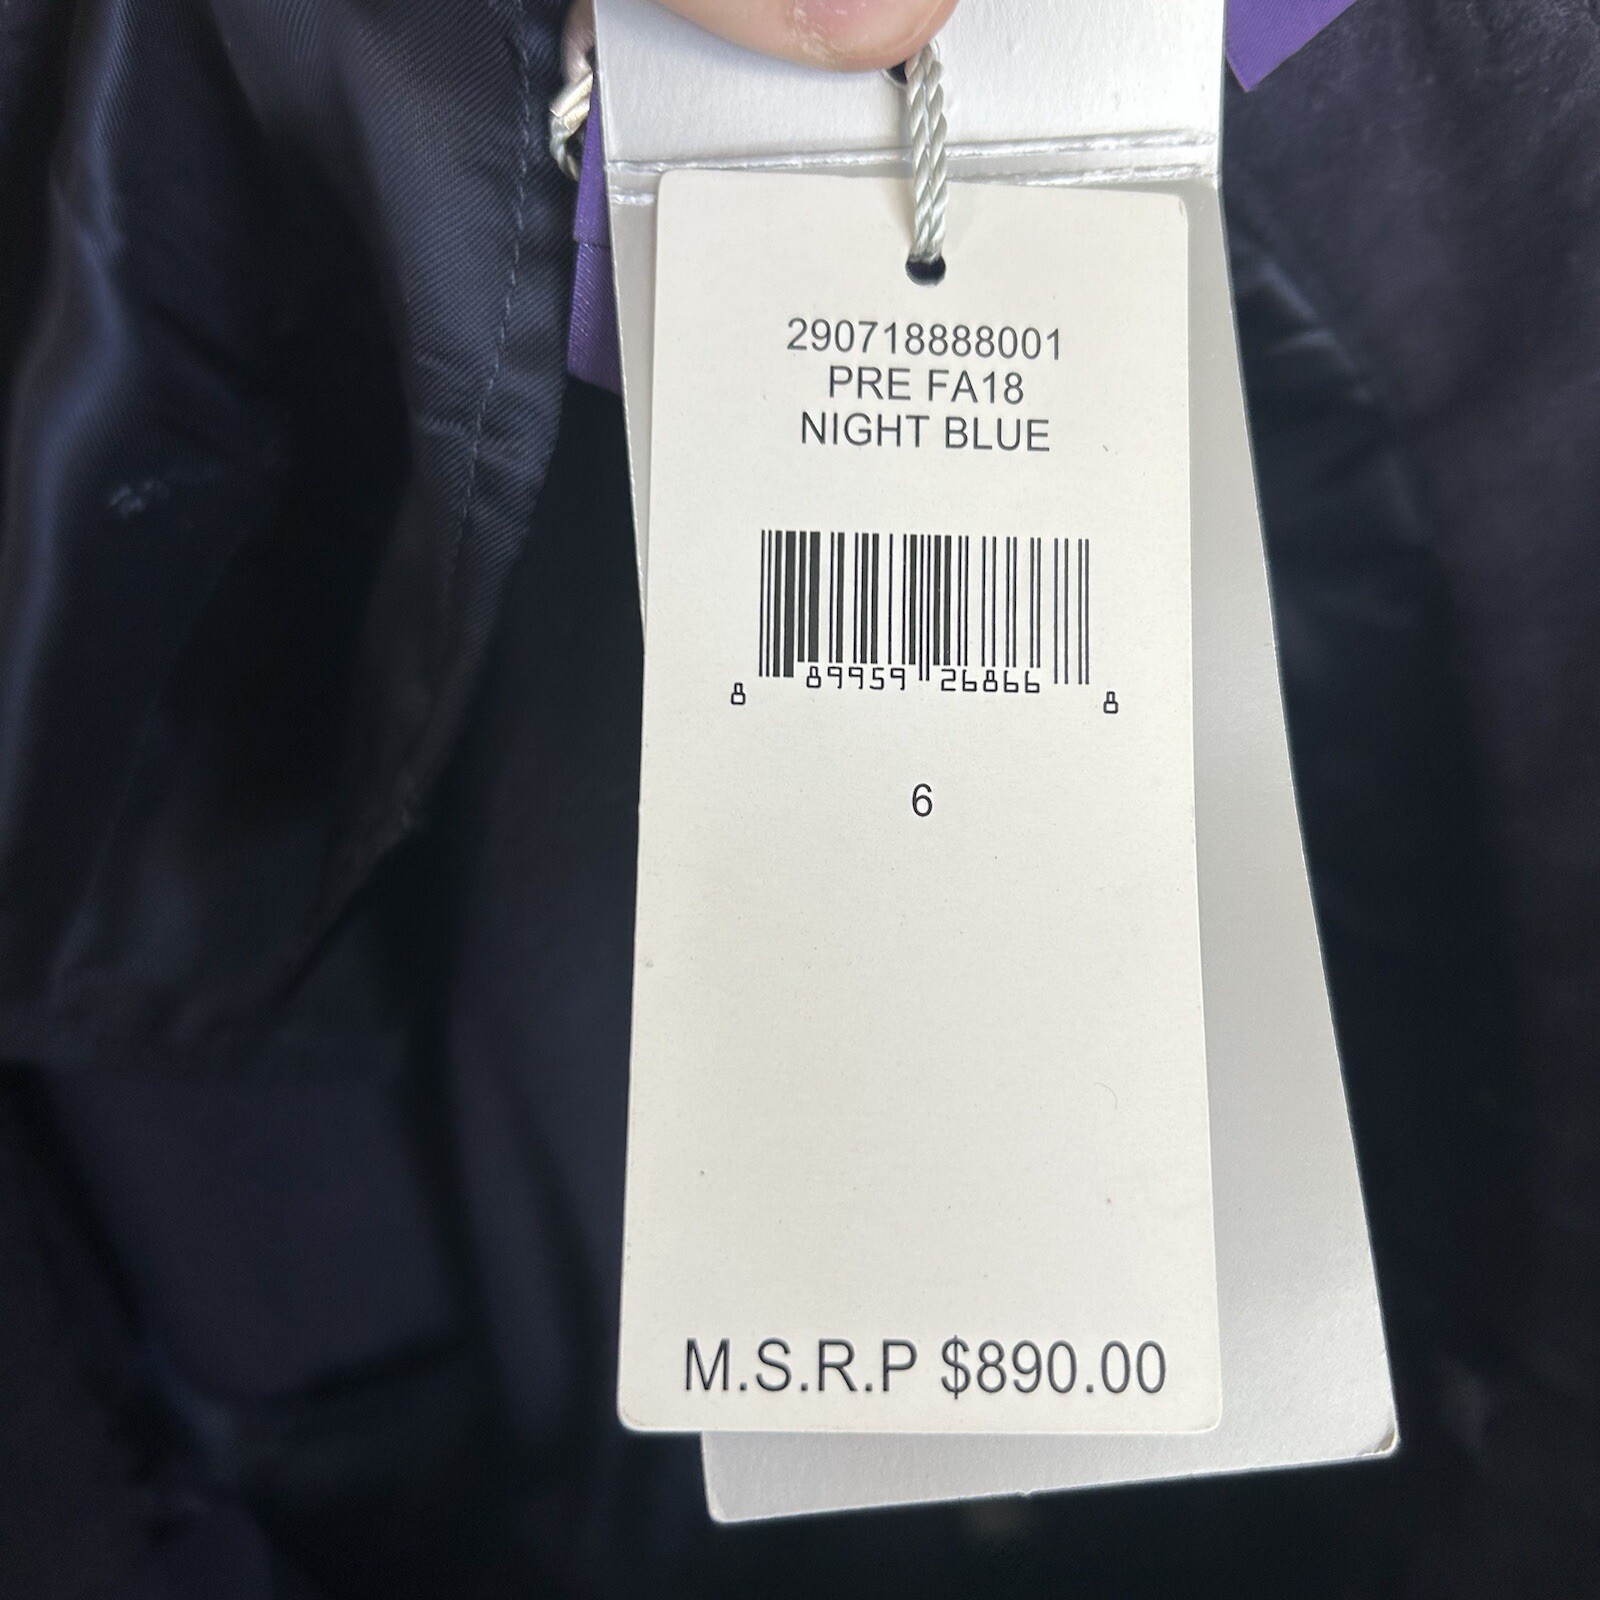 290718888001
PRE FA18
NIGHT BLUE
8 89959 26866 8
6
M.S.R.P $890.00